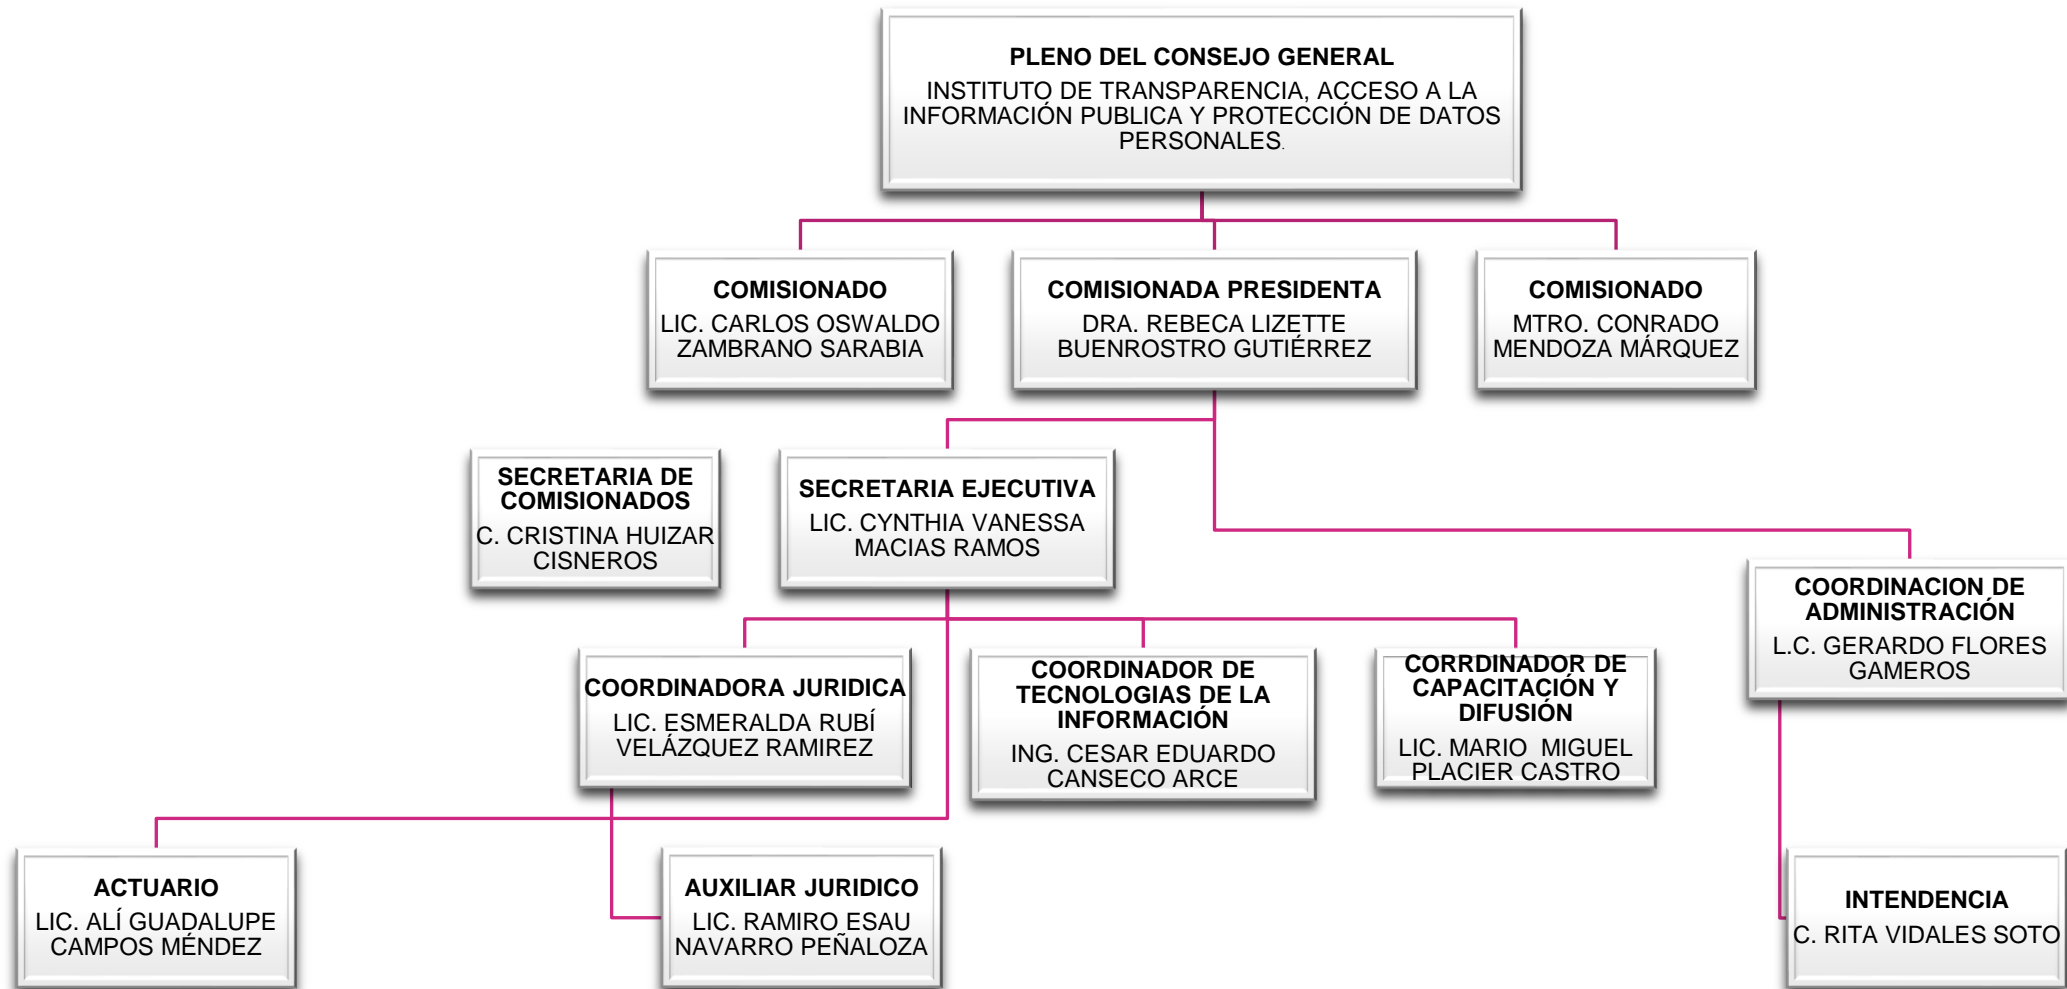 PLENO DEL CONSEJO GENERAL
INSTITUTO DE TRANSPARENCIA, ACCESO A LA
INFORMACIÓN PUBLICA Y PROTECCIÓN DE DATOS
PERSONALES.
COMISIONADO
LIC. CARLOS OSWALDO
ZAMBRANO SARABIA
COMISIONADA PRESIDENTA
DRA. REBECA LIZETTE
BUENROSTRO GUTIÉRREZ
COMISIONADO
MTRO. CONRADO
MENDOZA MÁRQUEZ
SECRETARIA DE
COMISIONADOS
C. CRISTINA HUIZAR
CISNEROS
SECRETARIA EJECUTIVA
LIC. CYNTHIA VANESSA
MACIAS RAMOS
COORDINACION DE
ADMINISTRACIÓN
L.C. GERARDO FLORES
GAMEROS
COORDINADORA JURIDICA
LIC. ESMERALDA RUBÍ
VELÁZQUEZ RAMIREZ
COORDINADOR DE
TECNOLOGIAS DE LA
INFORMACIÓN
ING. CESAR EDUARDO
CANSECO ARCE
CORRDINADOR DE
CAPACITACIÓN Y
DIFUSIÓN
LIC. MARIO  MIGUEL
PLACIER CASTRO
ACTUARIO
LIC. ALÍ GUADALUPE
CAMPOS MÉNDEZ
AUXILIAR JURIDICO
LIC. RAMIRO ESAU
NAVARRO PEÑALOZA
INTENDENCIA
C. RITA VIDALES SOTO